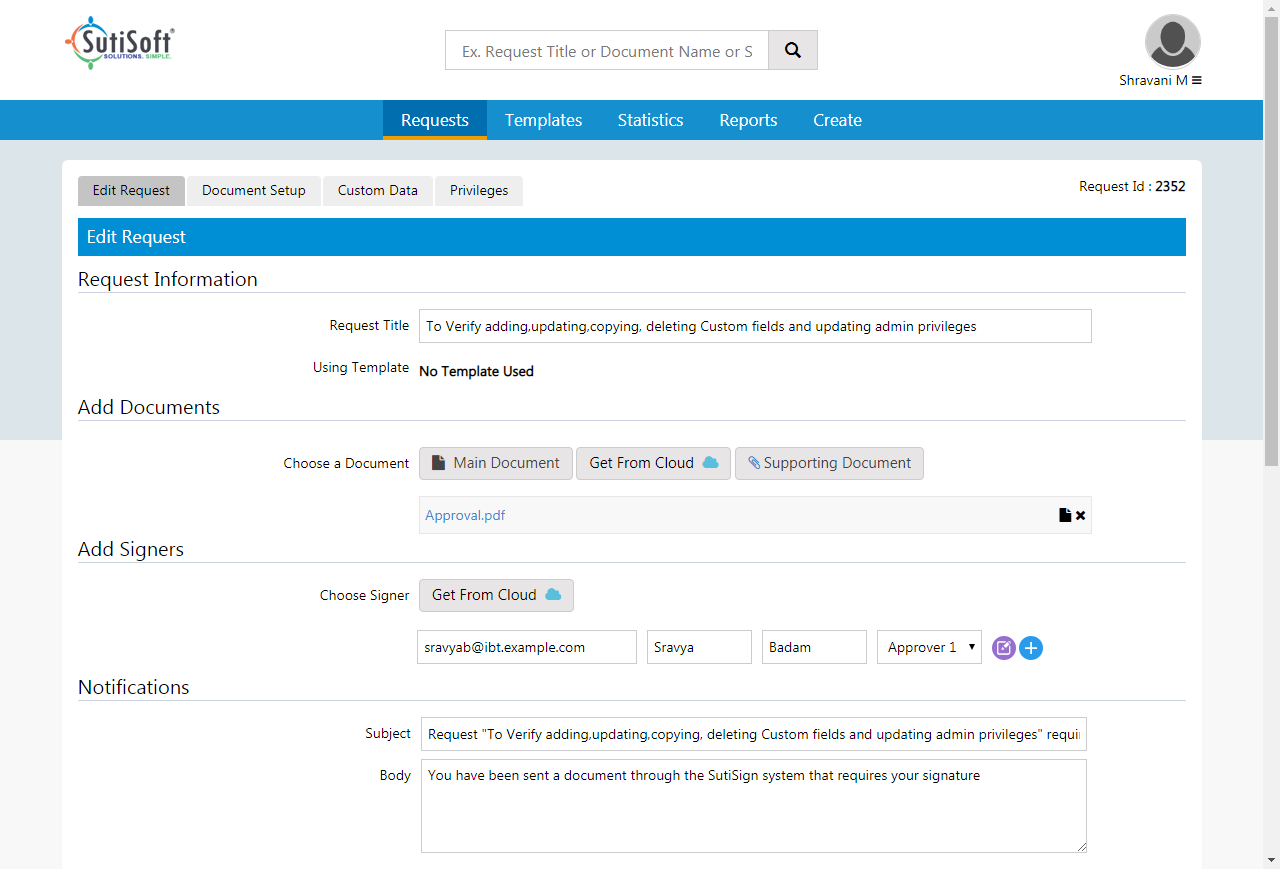 SutiSoft®
SOLUTIONS. SIMPLE.
Ex. Request Title or Document Name or S
Shravani M
Requests Templates Statistics Reports Create
Edit Request Document Setup Custom Data Privileges
Request Id : 2352
Edit Request
Request Information
Request Title To Verify adding,updating,copying, deleting Custom fields and updating admin privileges
Using Template No Template Used
Add Documents
Choose a Document Main Document Get From Cloud Supporting Document
Approval.pdf
Add Signers
Choose Signer Get From Cloud
sravyab@ibt.example.com Sravya Badam Approver 1
Notifications
Subject Request "To Verify adding,updating,copying, deleting Custom fields and updating admin privileges" requi
Body You have been sent a document through the SutiSign system that requires your signature